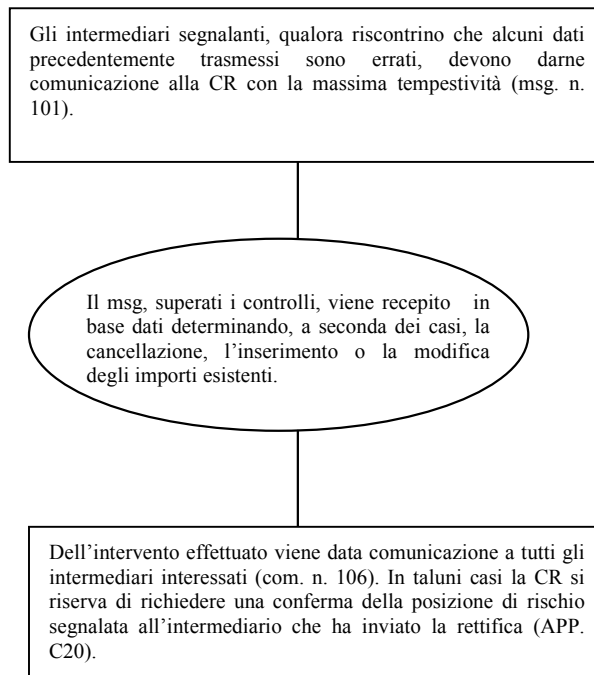 Gli intermediari segnalanti, qualora riscontrino che alcuni dati
precedentemente trasmessi sono errati, devono darne
comunicazione alla CR con la massima tempestività (msg. n.
101).
Il msg, superati i controlli, viene recepito in
base dati determinando, a seconda dei casi, la
cancellazione, l’inserimento o la modifica
degli importi esistenti.
Dell’intervento effettuato viene data comunicazione a tutti gli
intermediari interessati (com. n. 106). In taluni casi la CR si
riserva di richiedere una conferma della posizione di rischio
segnalata all’intermediario che ha inviato la rettifica (APP.
C20).